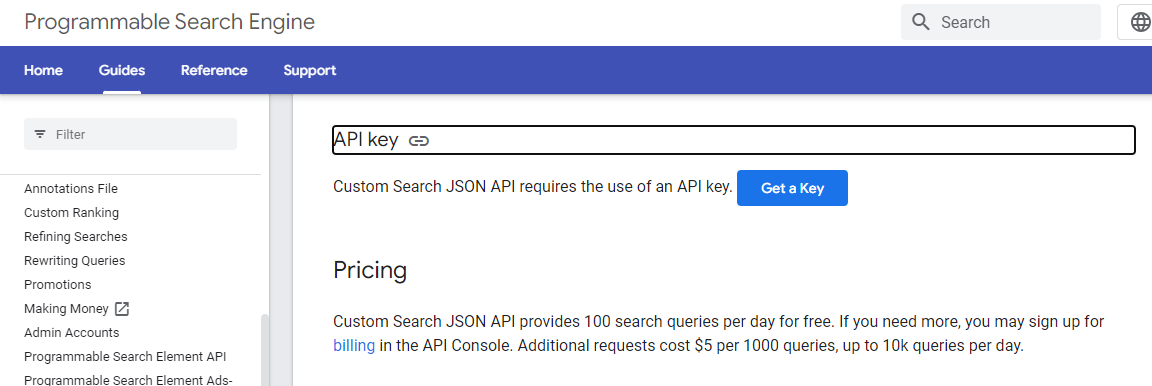 Programmable Search Engine
Search
Home Guides Reference Support
Filter
Annotations File
Custom Ranking
Refining Searches
Rewriting Queries
Promotions
Making Money
Admin Accounts
Programmable Search Element API
Programmable Search Element Ads-
API key
Custom Search JSON API requires the use of an API key. Get a Key
Pricing
Custom Search JSON API provides 100 search queries per day for free. If you need more, you may sign up for
billing in the API Console. Additional requests cost $5 per 1000 queries, up to 10k queries per day.